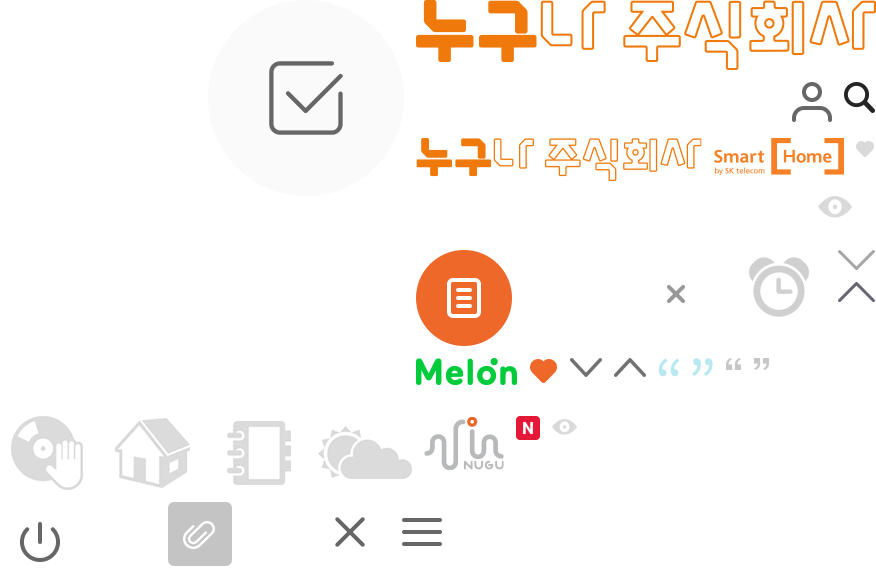 누구나 주식회사
누구나 주식회사
Smart [Home]
by SK telecom
Melon
“ ” “ ”
NUGU
N